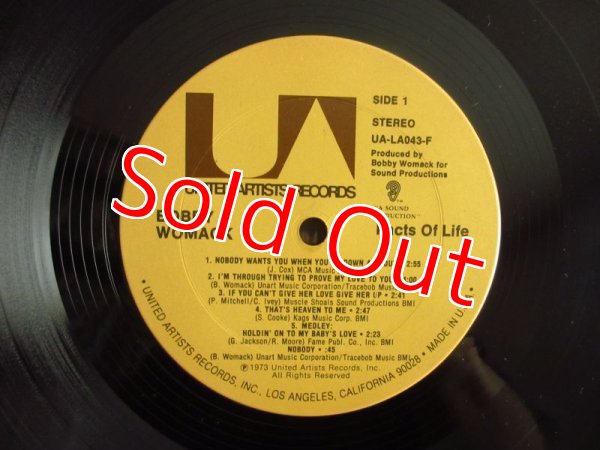 UA
SIDE 1
STEREO
UA-LA043-F
Produced by
Bobby Womack for
Sound Productions
UNITED ARTISTS RECORDS
SOUND
BOBBY
WOMACK
Facts Of Life
Sold Out
1. NOBODY WANTS YOU WHEN YOU DOWN 2:55
(J. Cox) MCA Music
2. I'M THROUGH TRYING TO PROVE MY LOVE TO YOU :00
(B. Womack) Unart Music Corporation/Tracebob Music
3. IF YOU CAN'T GIVE HER LOVE GIVE HER UP • 2:41
(P. Mitchell/C. Ivey) Muscle Shoals Sound Productions BMI
4. THAT'S HEAVEN TO ME • 2:47
(S. Cooke) Kags Music Corp. BMI
5. MEDLEY:
HOLDIN' ON TO MY BABY'S LOVE • 2:23
(G. Jackson/R. Moore) Fame Publ. Co., Inc. BMI
NOBODY • :45
(B. Womack) Unart Music Corporation/Tracebob Music BMI
℗1973 United Artists Records, Inc.
All Rights Reserved
• UNITED ARTISTS RECORDS, INC., LOS ANGELES, CALIFORNIA 90028 • MADE IN U.